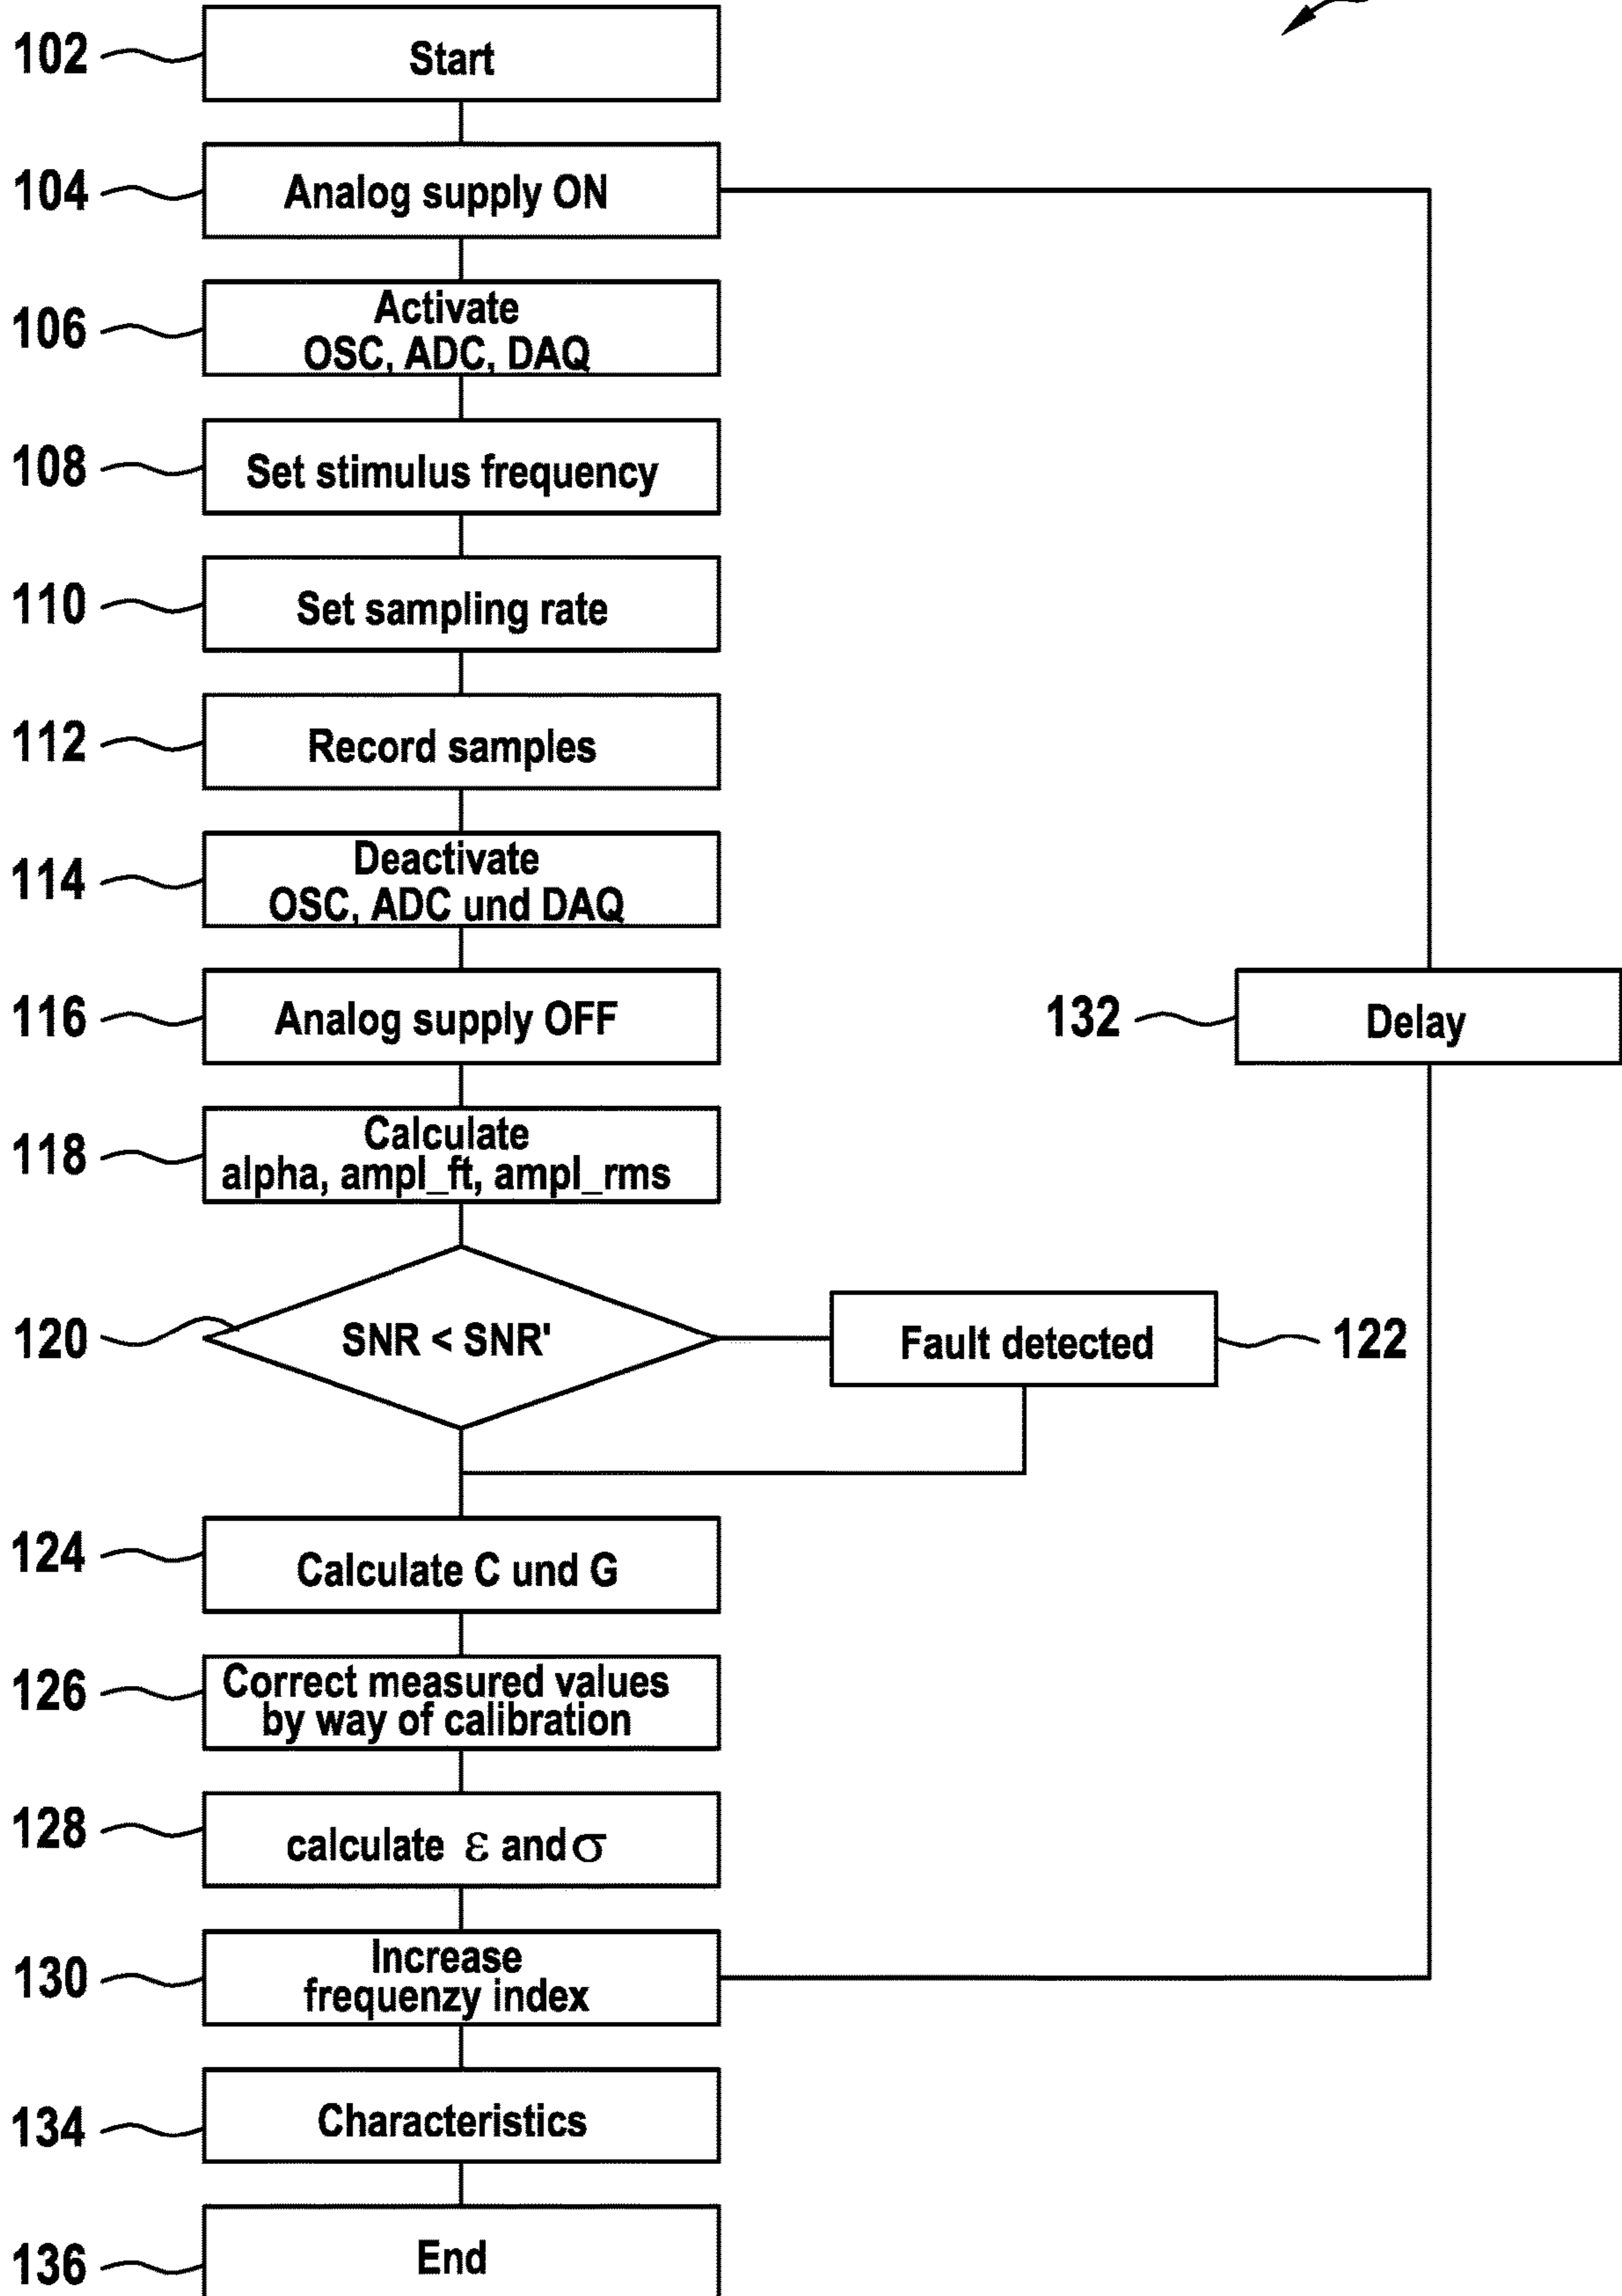 102
Start
104
Analog supply ON
106
Activate
OSC, ADC, DAQ
108
Set stimulus frequency
110
Set sampling rate
112
Record samples
114
Deactivate
OSC, ADC und DAQ
116
Analog supply OFF
132
Delay
118
Calculate
alpha, ampl_ft, ampl_rms
120
SNR < SNR'
Fault detected
122
124
Calculate C und G
126
Correct measured values
by way of calibration
128
calculate ε and σ
130
Increase
frequenzy index
134
Characteristics
136
End